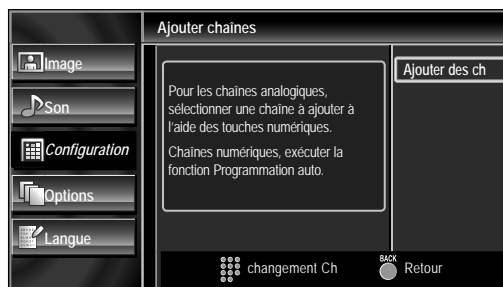 Ajouter chaînes
Image
Son
Configuration
Options
Langue
Pour les chaînes analogiques,
sélectionner une chaîne à ajouter à
l'aide des touches numériques.
Chaînes numériques, exécuter la
fonction Programmation auto.
Ajouter des ch
changement Ch
BACK
Retour